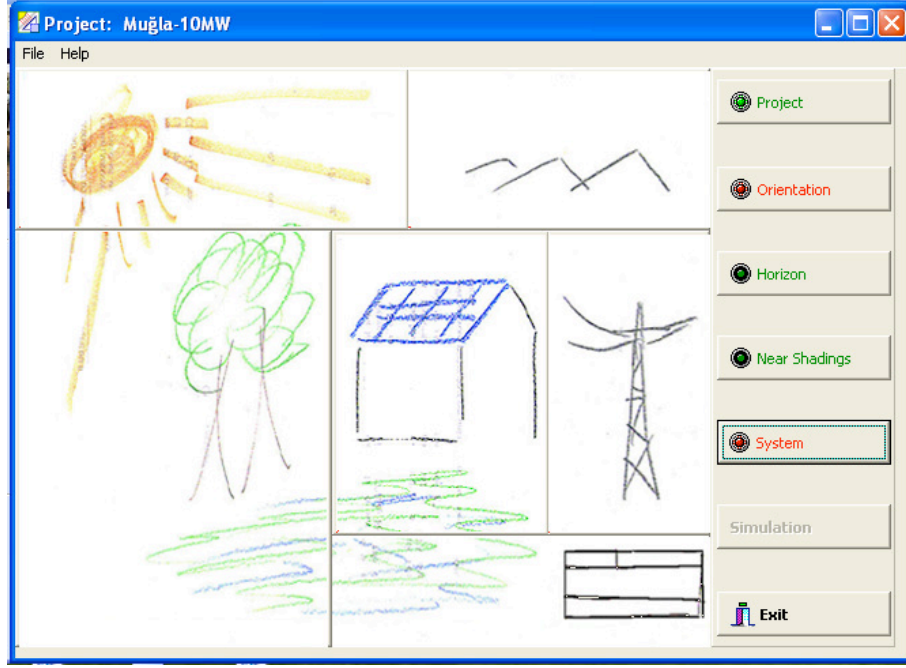 Project: Muğla-10MW
File Help
Project
Orientation
Horizon
Near Shadings
System
Simulation
Exit